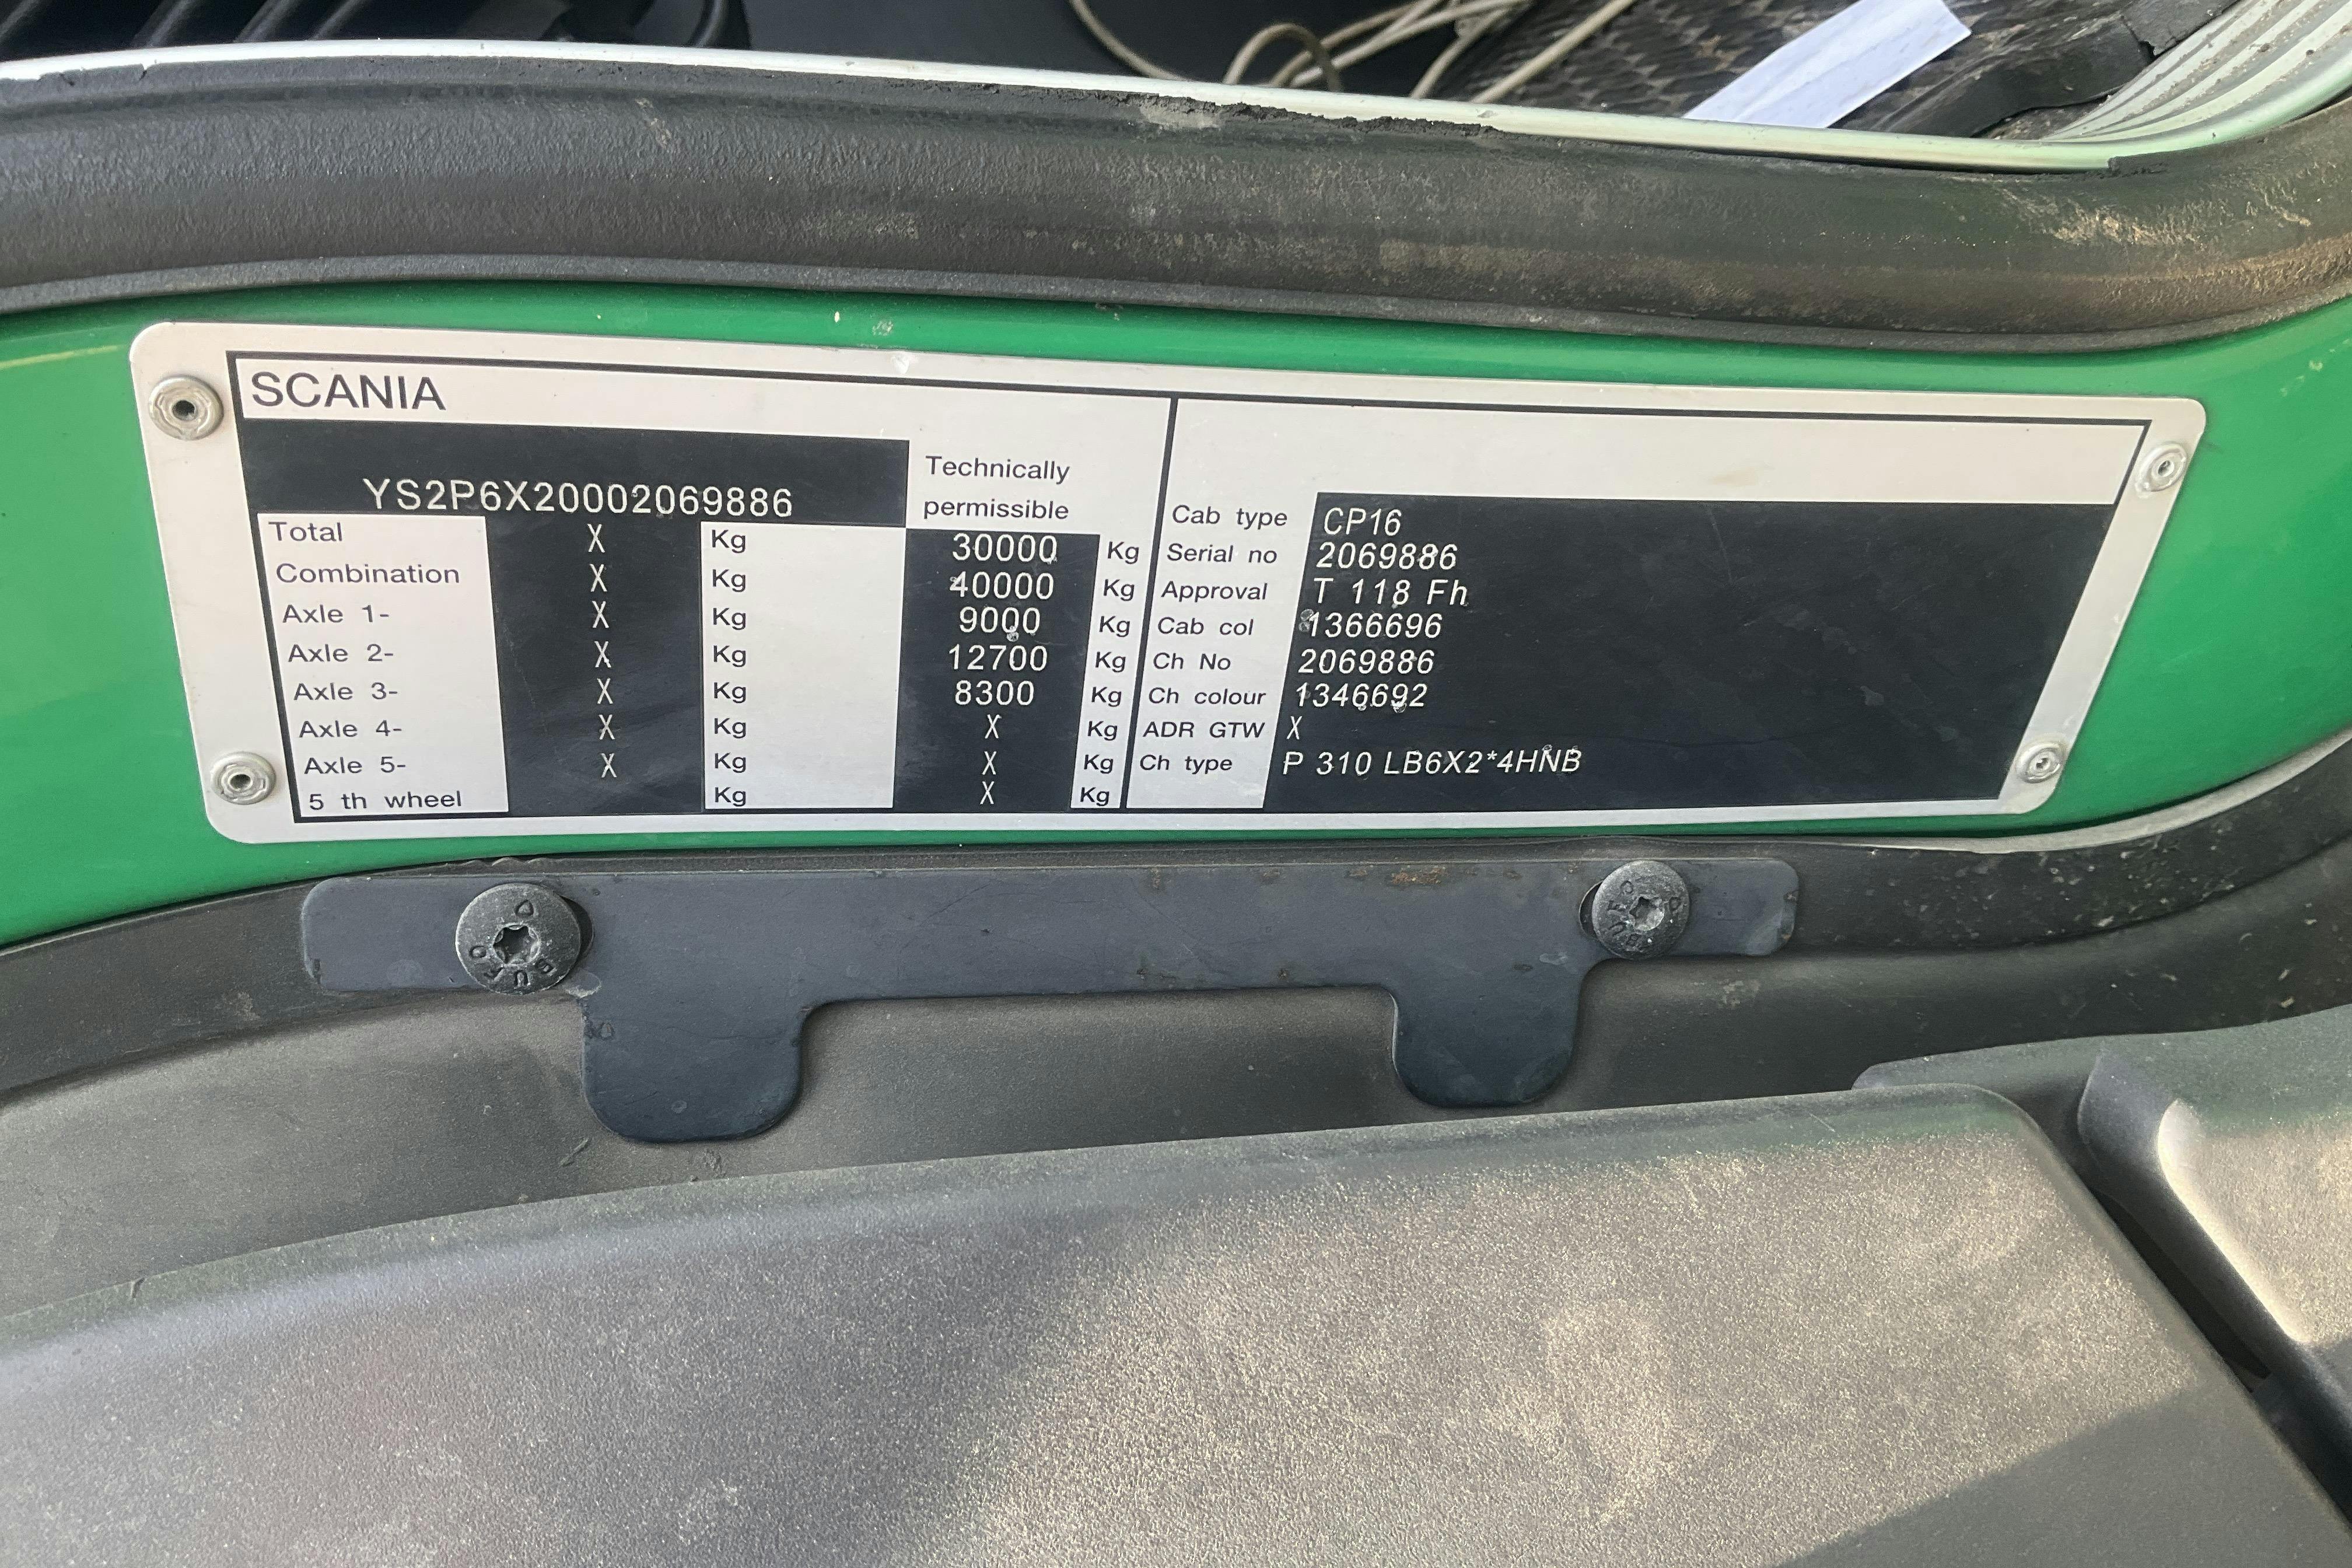 SCANIA
YS2P6X20002069886
Technically
permissible
Total X Kg 30000 Kg
Combination X Kg 40000 Kg
Axle 1- X Kg 9000 Kg
Axle 2- X Kg 12700 Kg
Axle 3- X Kg 8300 Kg
Axle 4- X Kg X Kg
Axle 5- X Kg X Kg
5 th wheel Kg X Kg
Cab type CP16
Serial no 2069886
Approval T 118 Fh
Cab col 1366696
Ch No 2069886
Ch colour 1346692
ADR GTW X
Ch type P 310 LB6X2*4HNB
BUFO
BUFO